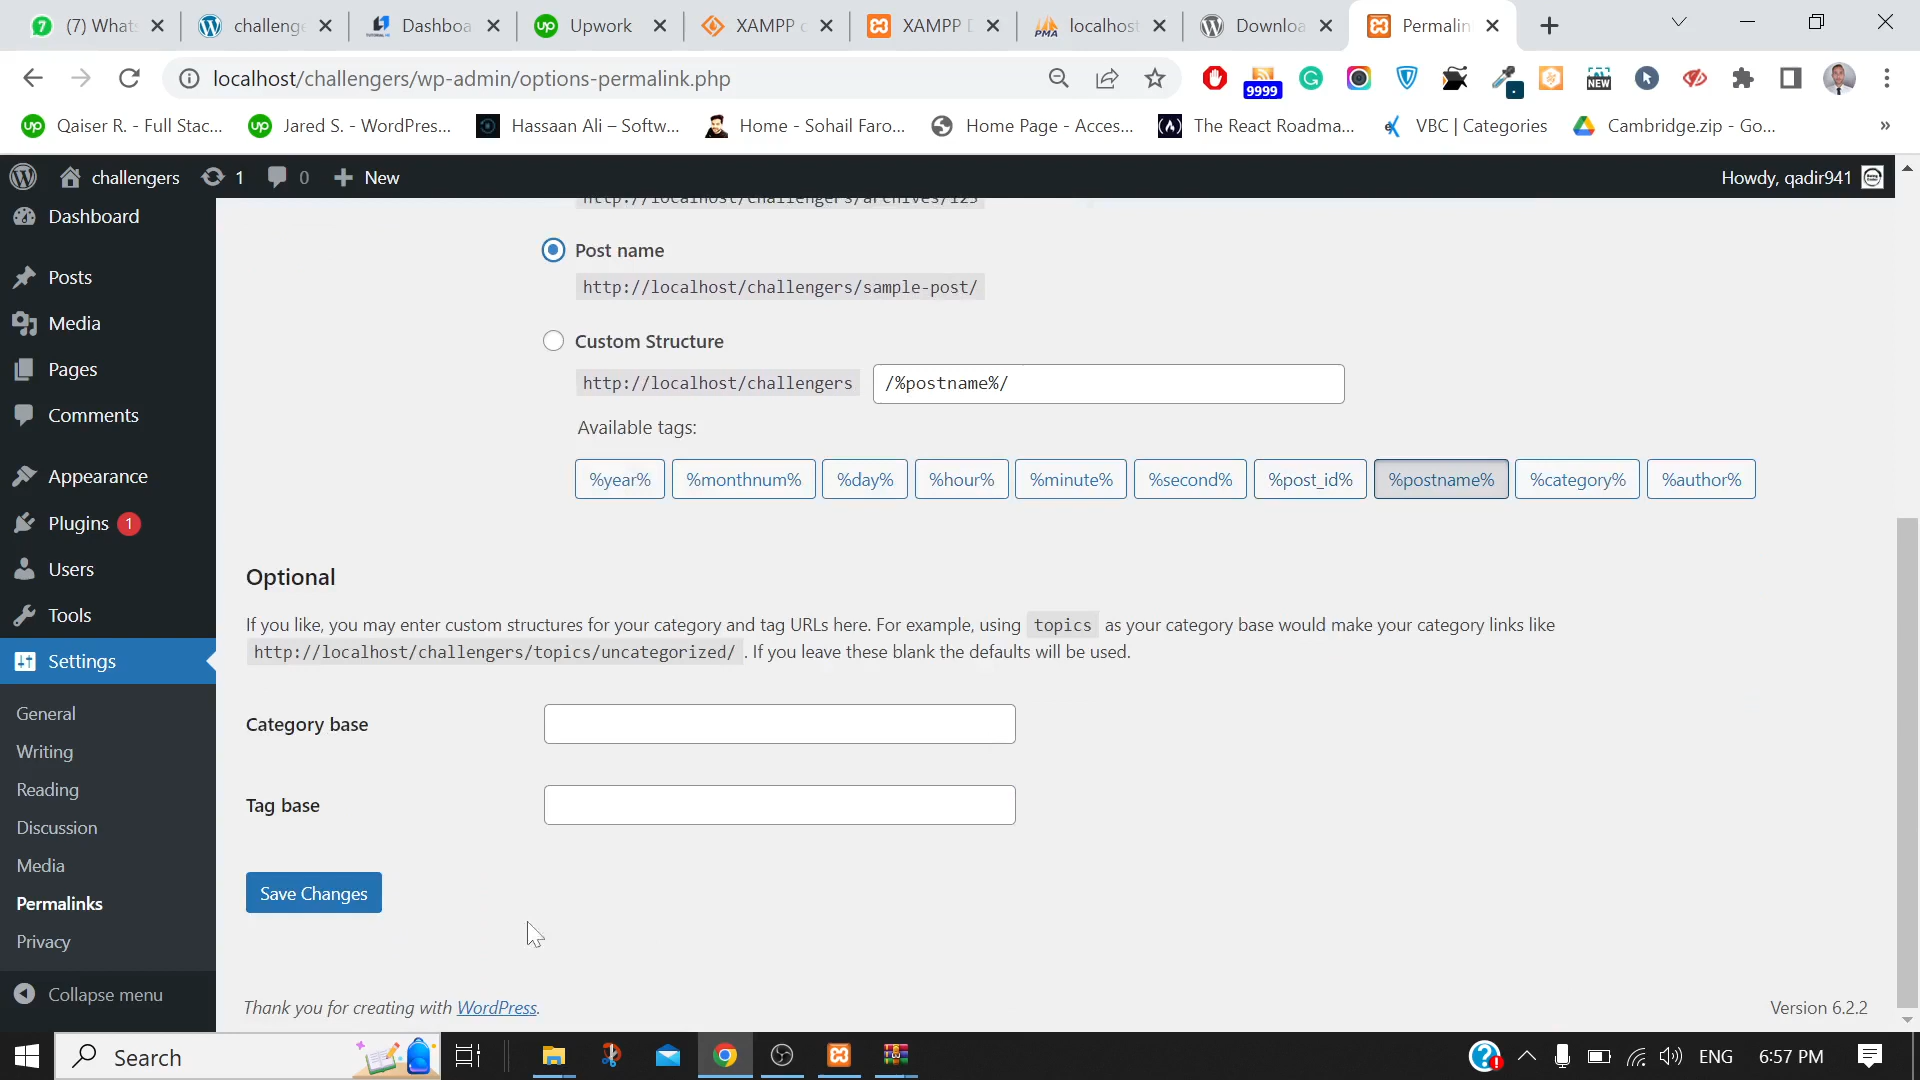 7 (7) What challenge Dashboa Upwork XAMPP c XAMPP D localhost Downloa Permalin
localhost/challengers/wp-admin/options-permalink.php 9999 NEW
Qaiser R. - Full Stac... Jared S. - WordPres... Hassaan Ali – Softw... Home - Sohail Faro... Home Page - Acces... The React Roadma... VBC | Categories Cambridge.zip - Go... »
challengers 1 0 New Howdy, qadir941
Dashboard
Posts
Media
Pages
Comments
Appearance
Plugins 1
Users
Tools
Settings
General
Writing
Reading
Discussion
Media
Permalinks
Privacy
Collapse menu
http://localhost/challengers/archives/123
Post name
http://localhost/challengers/sample-post/
Custom Structure
http://localhost/challengers /%postname%/
Available tags:
%year% %monthnum% %day% %hour% %minute% %second% %post_id% %postname% %category% %author%
Optional
If you like, you may enter custom structures for your category and tag URLs here. For example, using topics as your category base would make your category links like
http://localhost/challengers/topics/uncategorized/ . If you leave these blank the defaults will be used.
Category base
Tag base
Save Changes
Thank you for creating with WordPress. Version 6.2.2
Search ENG 6:57 PM